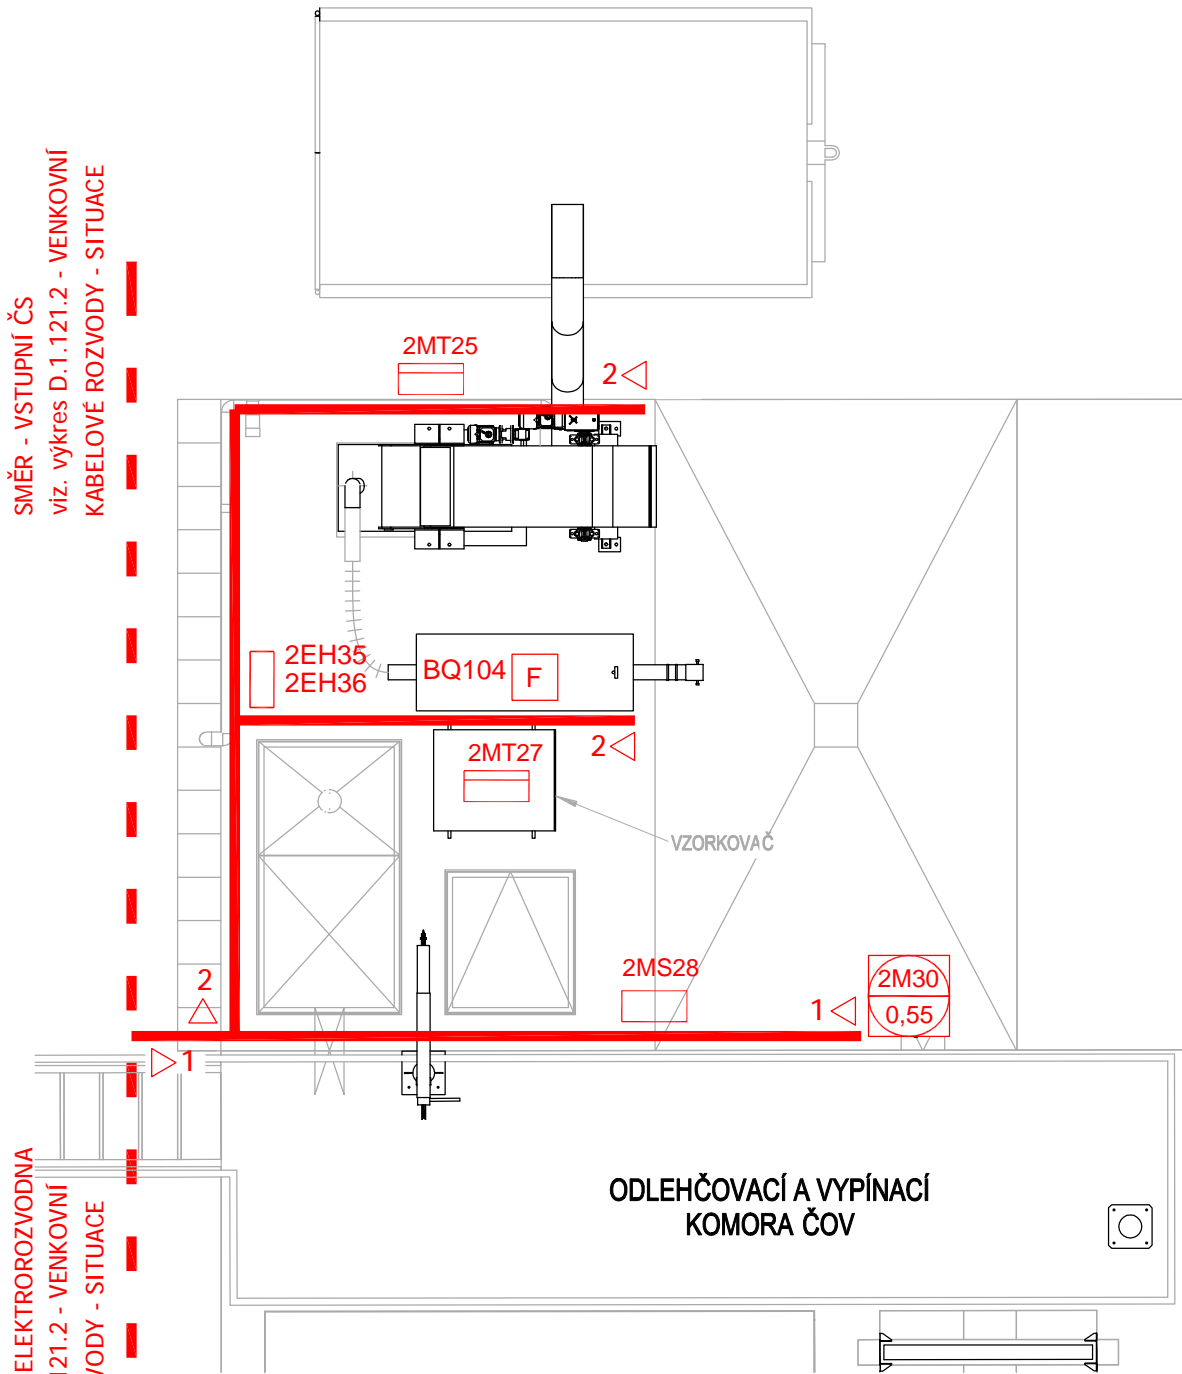 SMĚR - VSTUPNÍ ČS
viz. výkres D.1.121.2 - VENKOVNÍ
KABELOVÉ ROZVODY - SITUACE
2MT25
2
2EH35
2EH36
BQ104
F
2
2MT27
VZORKOVAČ
2MS28
2M30
0,55
2
1
1
ODLEHČOVACÍ A VYPÍNACÍ
KOMORA ČOV
ELEKTROROZVODNA
121.2 - VENKOVNÍ
VODY - SITUACE